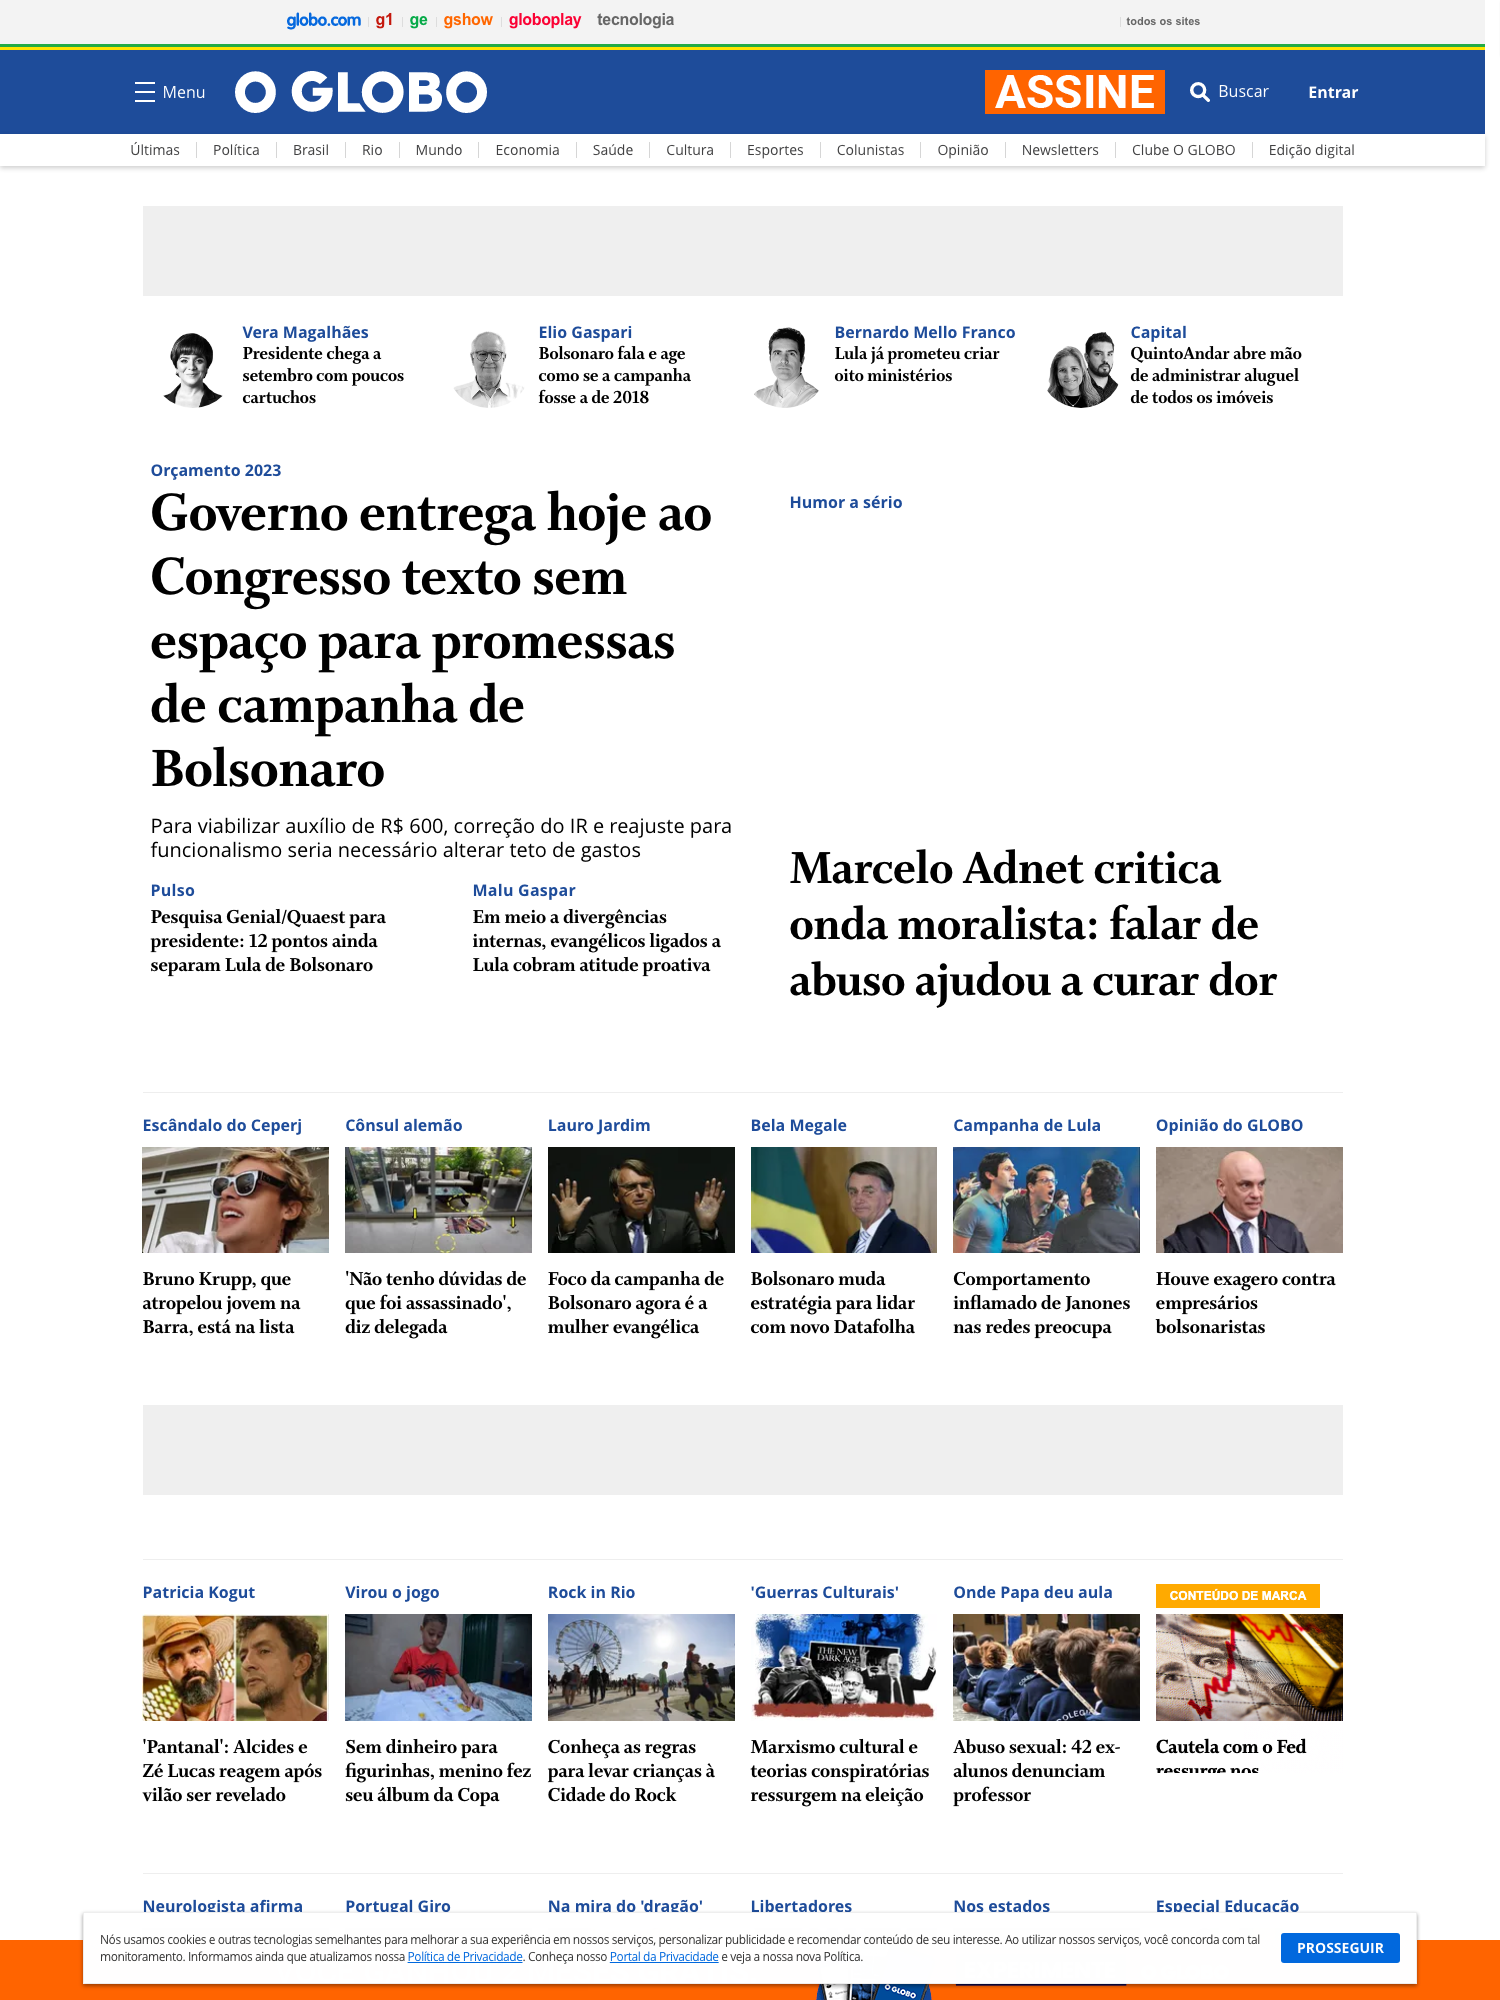 globo.com g1 ge gshow globoplay tecnologia todos os sites
Menu O GLOBO ASSINE Buscar Entrar
Últimas Política Brasil Rio Mundo Economia Saúde Cultura Esportes Colunistas Opinião Newsletters Clube O GLOBO Edição digital
Vera Magalhães
Presidente chega a
setembro com poucos
cartuchos
Elio Gaspari
Bolsonaro fala e age
como se a campanha
fosse a de 2018
Bernardo Mello Franco
Lula já prometeu criar
oito ministérios
Capital
QuintoAndar abre mão
de administrar aluguel
de todos os imóveis
Orçamento 2023
Governo entrega hoje ao
Congresso texto sem
espaço para promessas
de campanha de
Bolsonaro
Para viabilizar auxílio de R$ 600, correção do IR e reajuste para
funcionalismo seria necessário alterar teto de gastos
Pulso
Pesquisa Genial/Quaest para
presidente: 12 pontos ainda
separam Lula de Bolsonaro
Malu Gaspar
Em meio a divergências
internas, evangélicos ligados a
Lula cobram atitude proativa
Humor a sério
Marcelo Adnet critica
onda moralista: falar de
abuso ajudou a curar dor
Escândalo do Ceperj
Bruno Krupp, que
atropelou jovem na
Barra, está na lista
Cônsul alemão
'Não tenho dúvidas de
que foi assassinado',
diz delegada
Lauro Jardim
Foco da campanha de
Bolsonaro agora é a
mulher evangélica
Bela Megale
Bolsonaro muda
estratégia para lidar
com novo Datafolha
Campanha de Lula
Comportamento
inflamado de Janones
nas redes preocupa
Opinião do GLOBO
Houve exagero contra
empresários
bolsonaristas
Patricia Kogut
'Pantanal': Alcides e
Zé Lucas reagem após
vilão ser revelado
Virou o jogo
Sem dinheiro para
figurinhas, menino fez
seu álbum da Copa
Rock in Rio
Conheça as regras
para levar crianças à
Cidade do Rock
'Guerras Culturais'
THE NEW
DARK AGE
Marxismo cultural e
teorias conspiratórias
ressurgem na eleição
Onde Papa deu aula
COLEGIO
Abuso sexual: 42 ex-
alunos denunciam
professor
CONTEÚDO DE MARCA
Cautela com o Fed
ressurge nos
Neurologista afirma
Portugal Giro
Na mira do 'dragão'
Libertadores
Nos estados
Especial Educação
Nós usamos cookies e outras tecnologias semelhantes para melhorar a sua experiência em nossos serviços, personalizar publicidade e recomendar conteúdo de seu interesse. Ao utilizar nossos serviços, você concorda com tal
monitoramento. Informamos ainda que atualizamos nossa Política de Privacidade. Conheça nosso Portal da Privacidade e veja a nossa nova Política.
PROSSEGUIR
O GLOBO